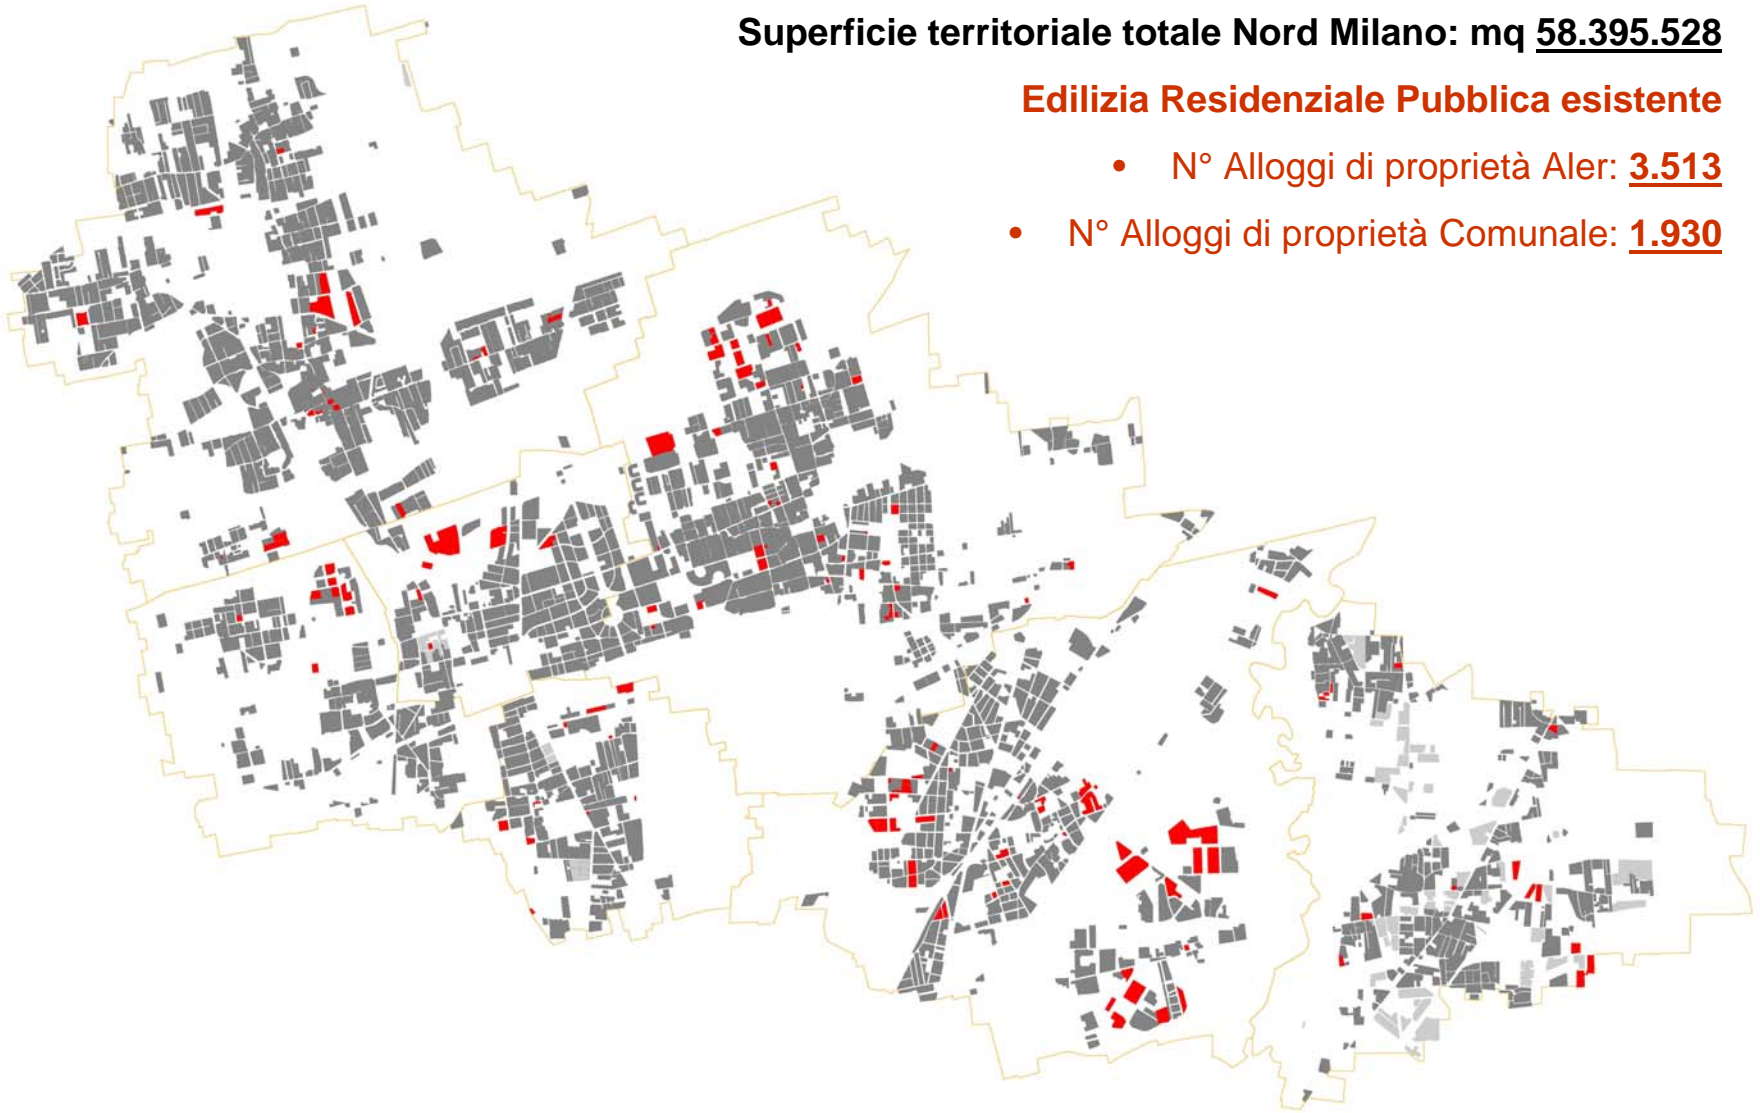 Superficie territoriale totale Nord Milano: mq 58.395.528
Edilizia Residenziale Pubblica esistente
• N° Alloggi di proprietà Aler: 3.513
• N° Alloggi di proprietà Comunale: 1.930